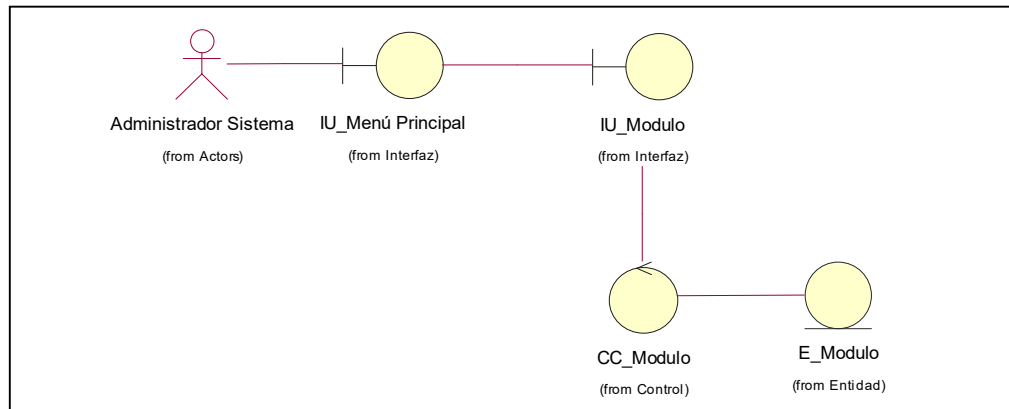 Administrador Sistema
(from Actors)
IU_Menú Principal
(from Interfaz)
IU_Modulo
(from Interfaz)
CC_Modulo
(from Control)
E_Modulo
(from Entidad)